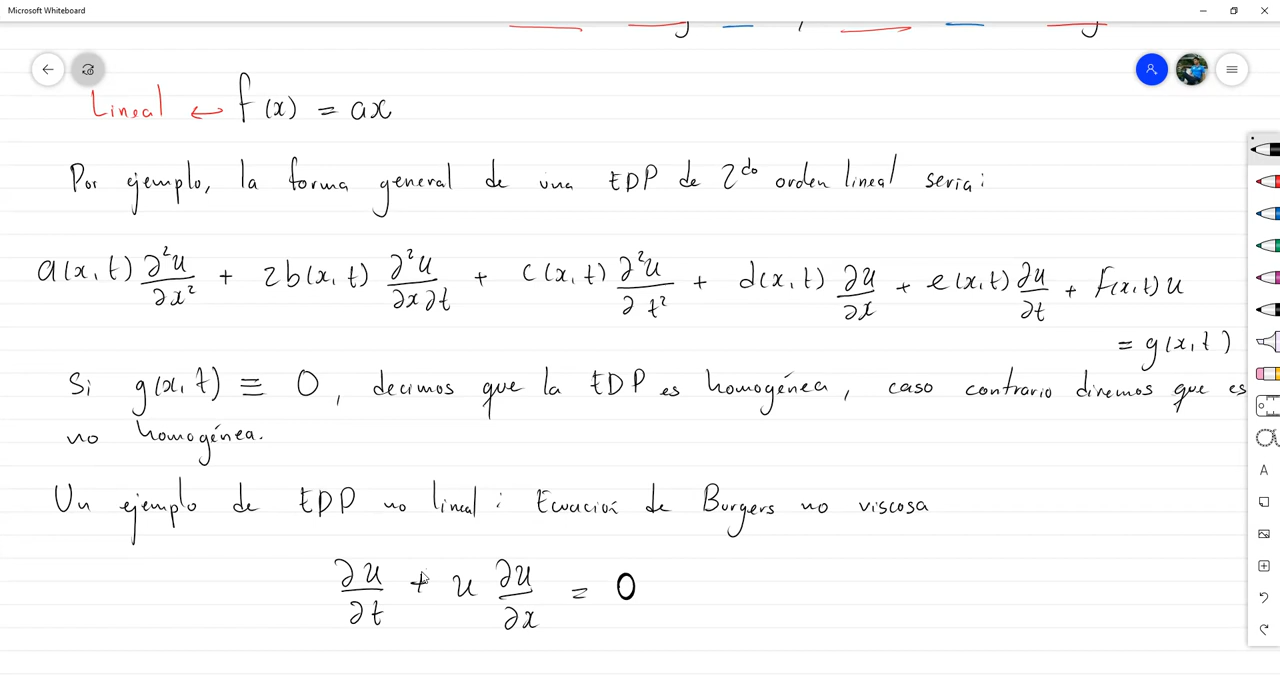 Microsoft Whiteboard
Lineal ↔ f(x) = ax
Por ejemplo, la forma general de una EDP de 2do orden lineal seria:
a(x,t) ∂²u/∂x² + 2b(x,t) ∂²u/∂x∂t + c(x,t) ∂²u/∂t² + d(x,t) ∂u/∂x + e(x,t) ∂u/∂t + f(x,t) u
= g(x,t)
Si g(x,t) ≡ 0, decimos que la EDP es homogénea, caso contrario diremos que es
no homogénea.
Un ejemplo de EDP no lineal: Ecuación de Burgers no viscosa
∂u/∂t + u ∂u/∂x = 0